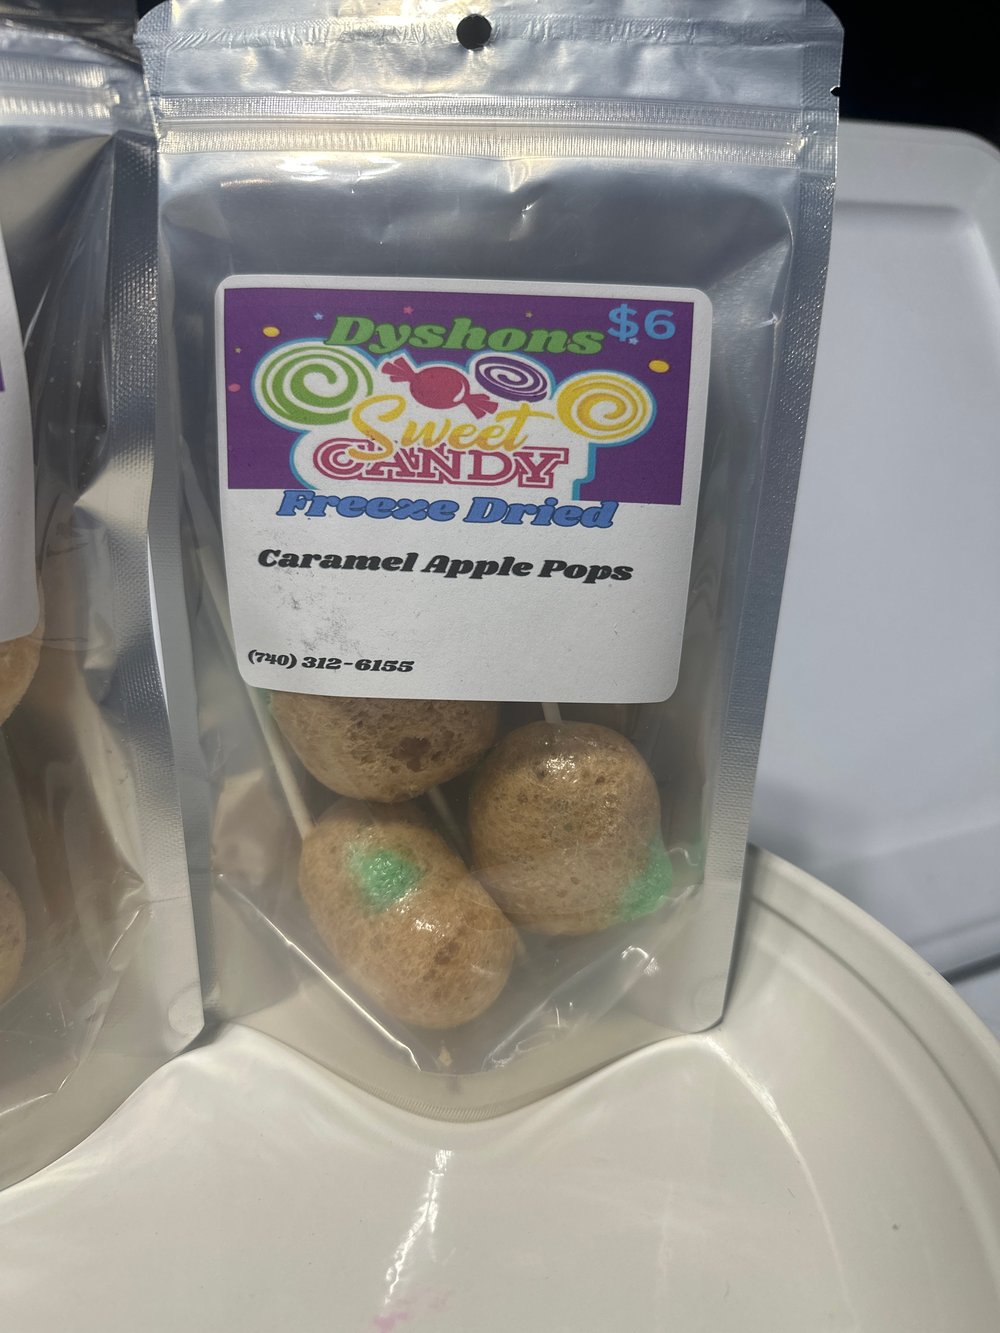 Dyshons $6
Sweet
CANDY
Freeze Dried
Caramel Apple Pops
(740) 312-6155